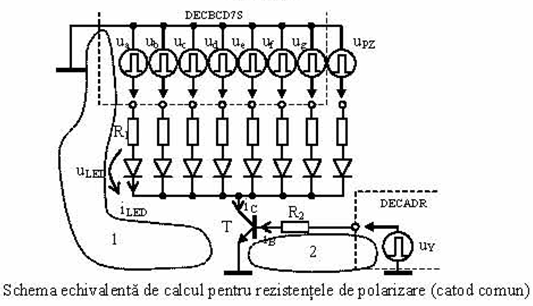 DECBCD7S
ua ub uc ud ue uf ug uPZ
R1
uLED
iC
DECADR
iLED
T
R2
iB
uY
1
2
Schema echivalentă de calcul pentru rezistenţele de polarizare (catod comun)